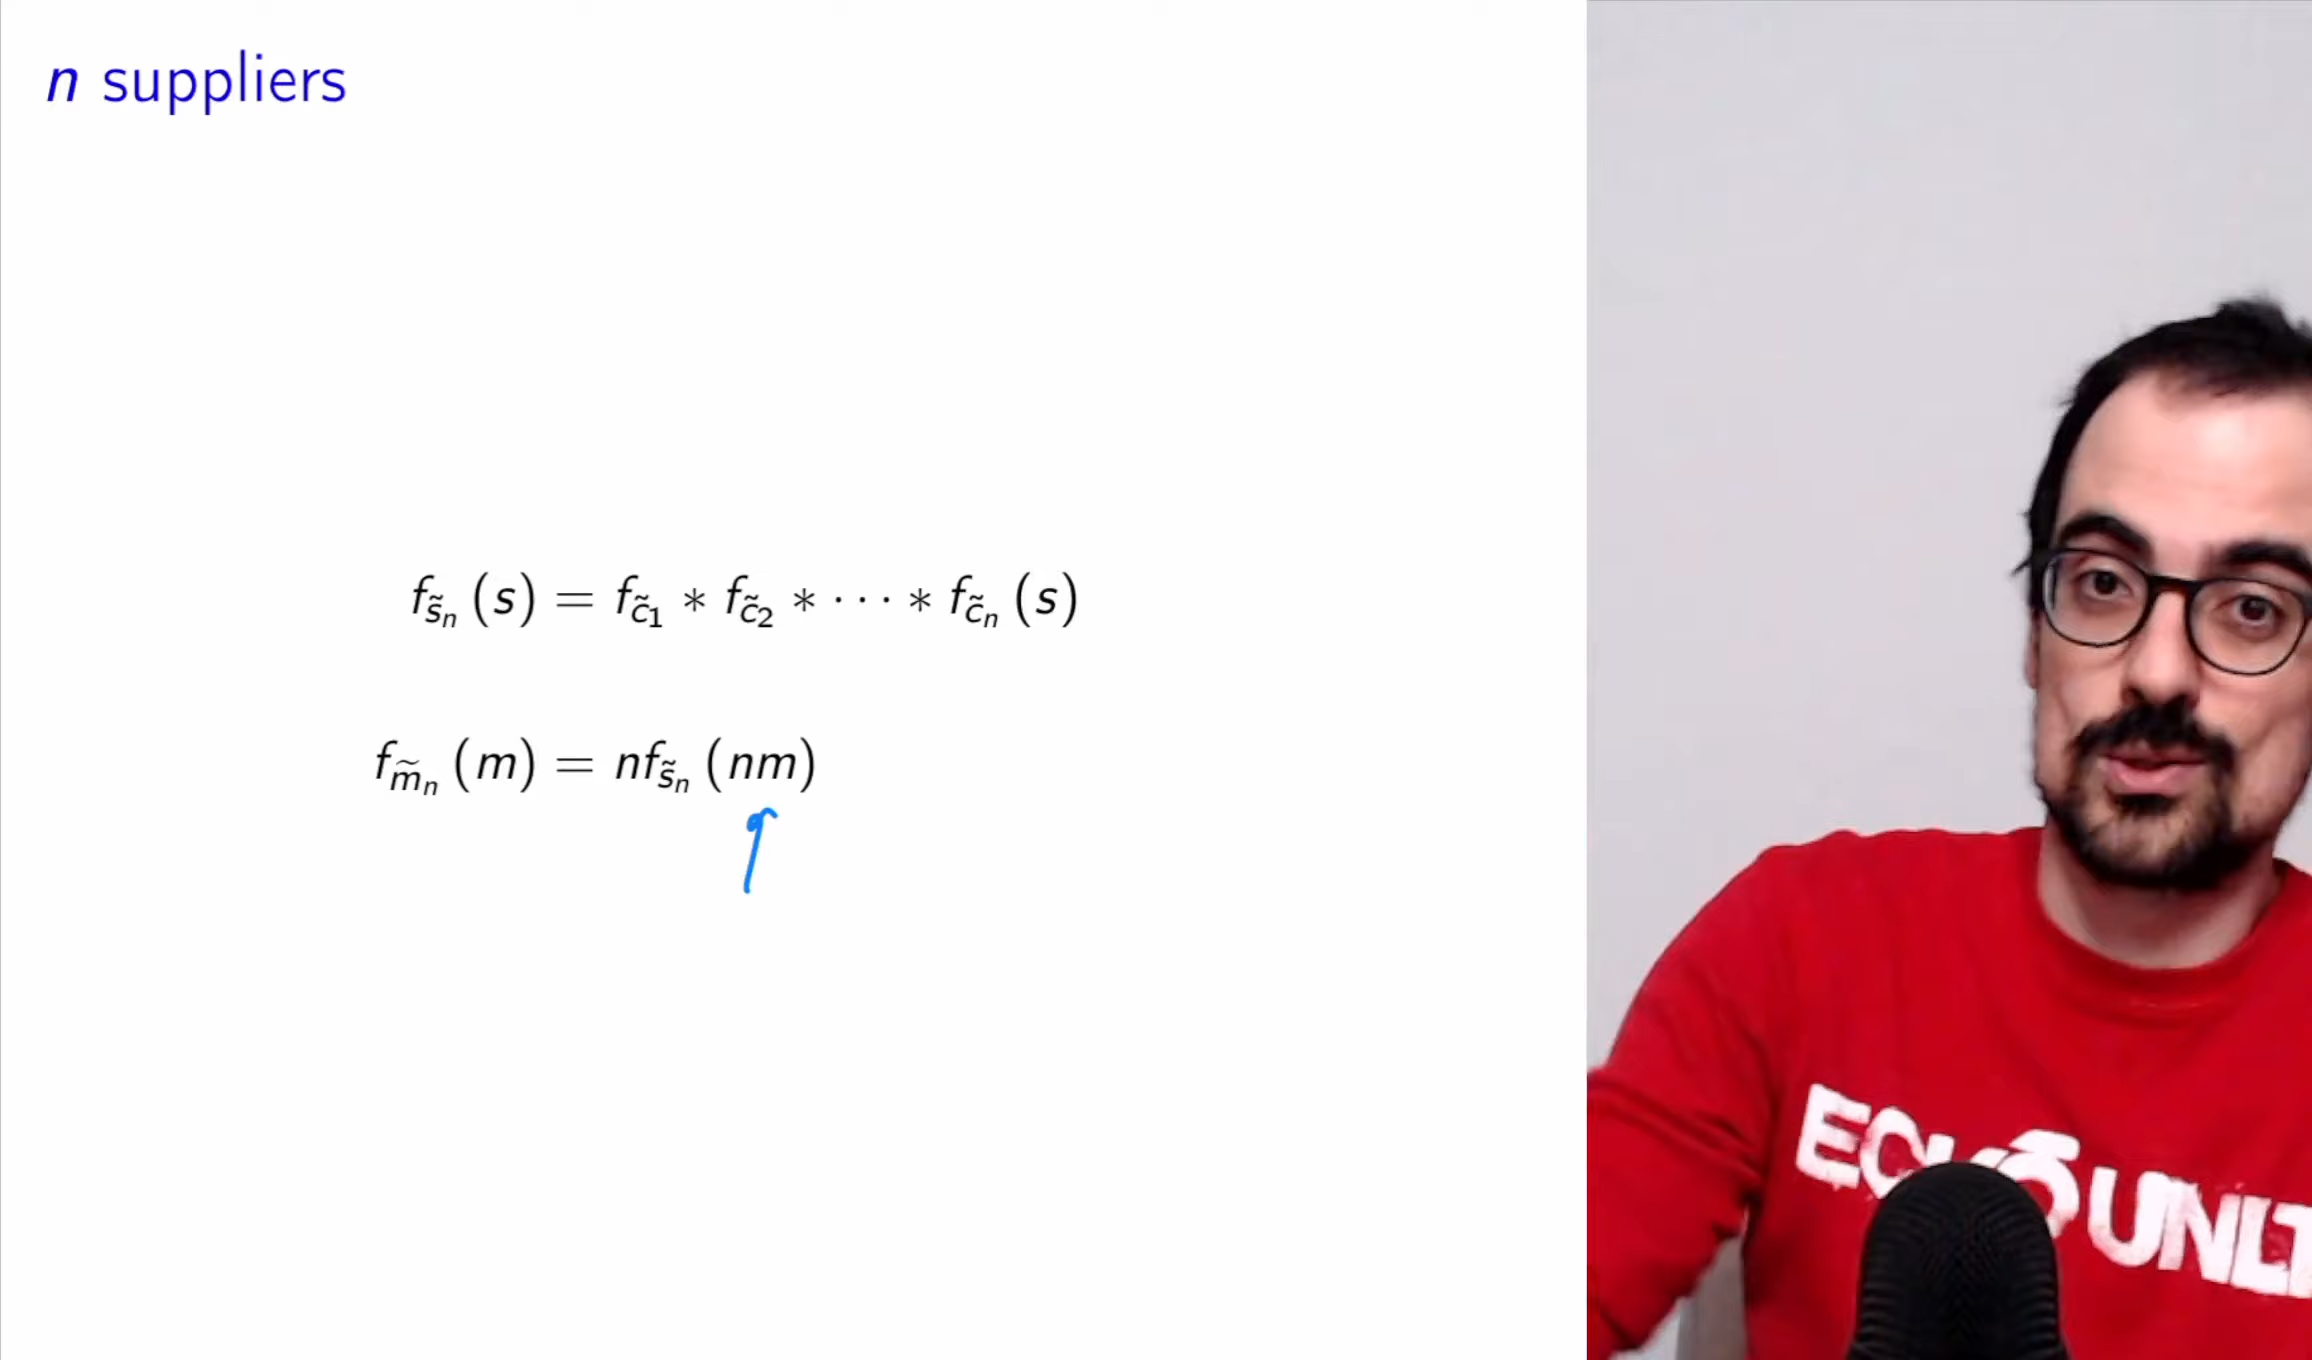 n suppliers
f_{s̃_n}(s) = f_{c̃_1} * f_{c̃_2} * · · · * f_{c̃_n}(s)
f_{m̃_n}(m) = nf_{s̃_n}(nm)